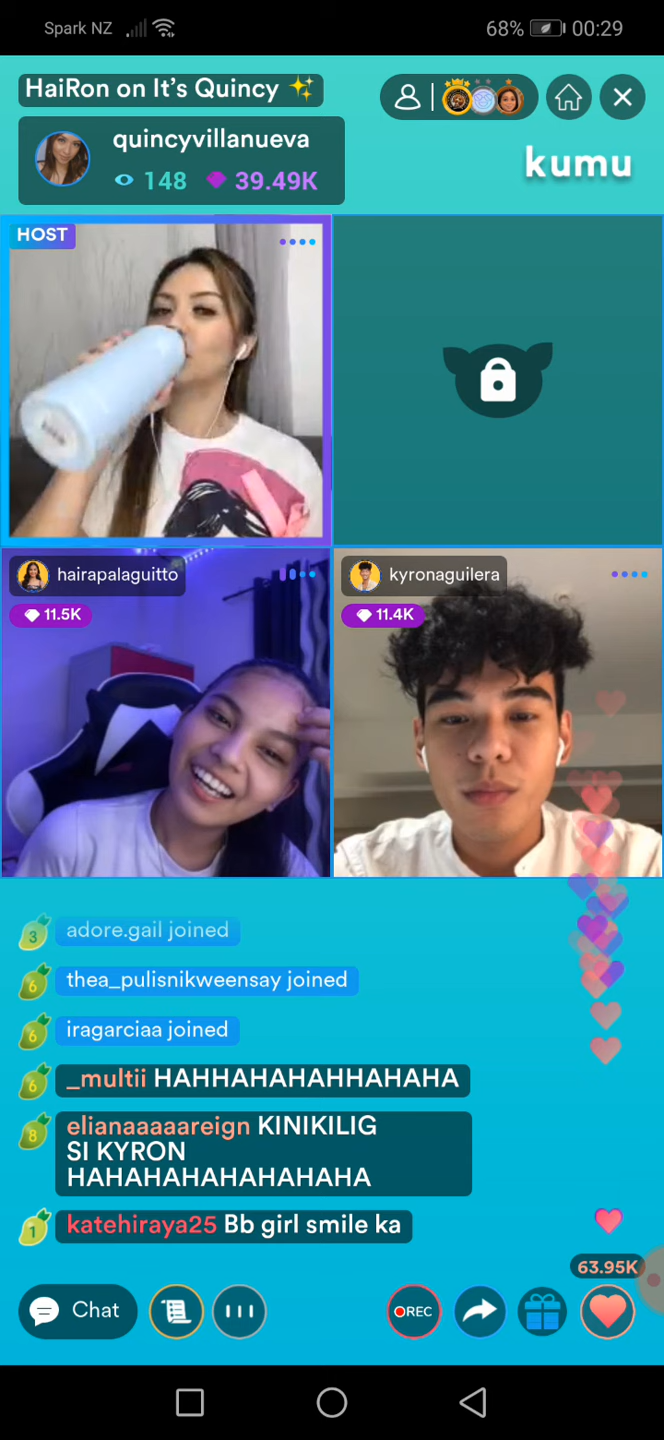 Spark NZ
68% 00:29
HaiRon on It's Quincy ✨
quincyvillanueva
148 39.49K
kumu
HOST
hairapalaguitto
11.5K
kyronaguilera
11.4K
3 adore.gail joined
6 thea_pulisnikweensay joined
6 iragarciaa joined
6 _multii HAHHAHAHAHHAHAHA
8 elianaaaaareign KINIKILIG
SI KYRON
HAHAHAHAHAHAHAHA
1 katehiraya25 Bb girl smile ka
63.95K
Chat
REC